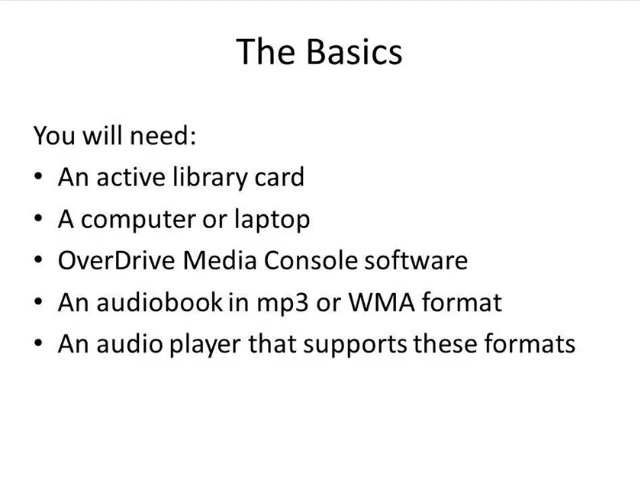 The Basics
You will need:
• An active library card
• A computer or laptop
• OverDrive Media Console software
• An audiobook in mp3 or WMA format
• An audio player that supports these formats